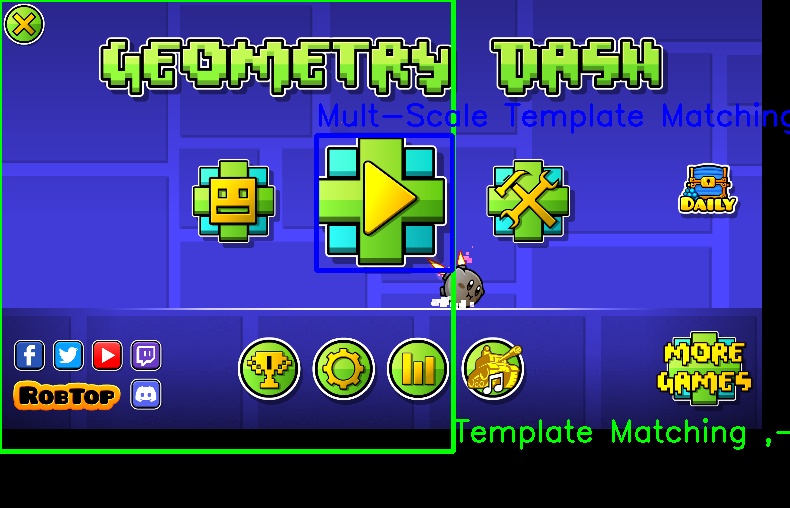 GEOMETRY DASH
Mult-Scale Template Matching
DAILY
MORE
GAMES
ROBTOP
Template Matching ,-